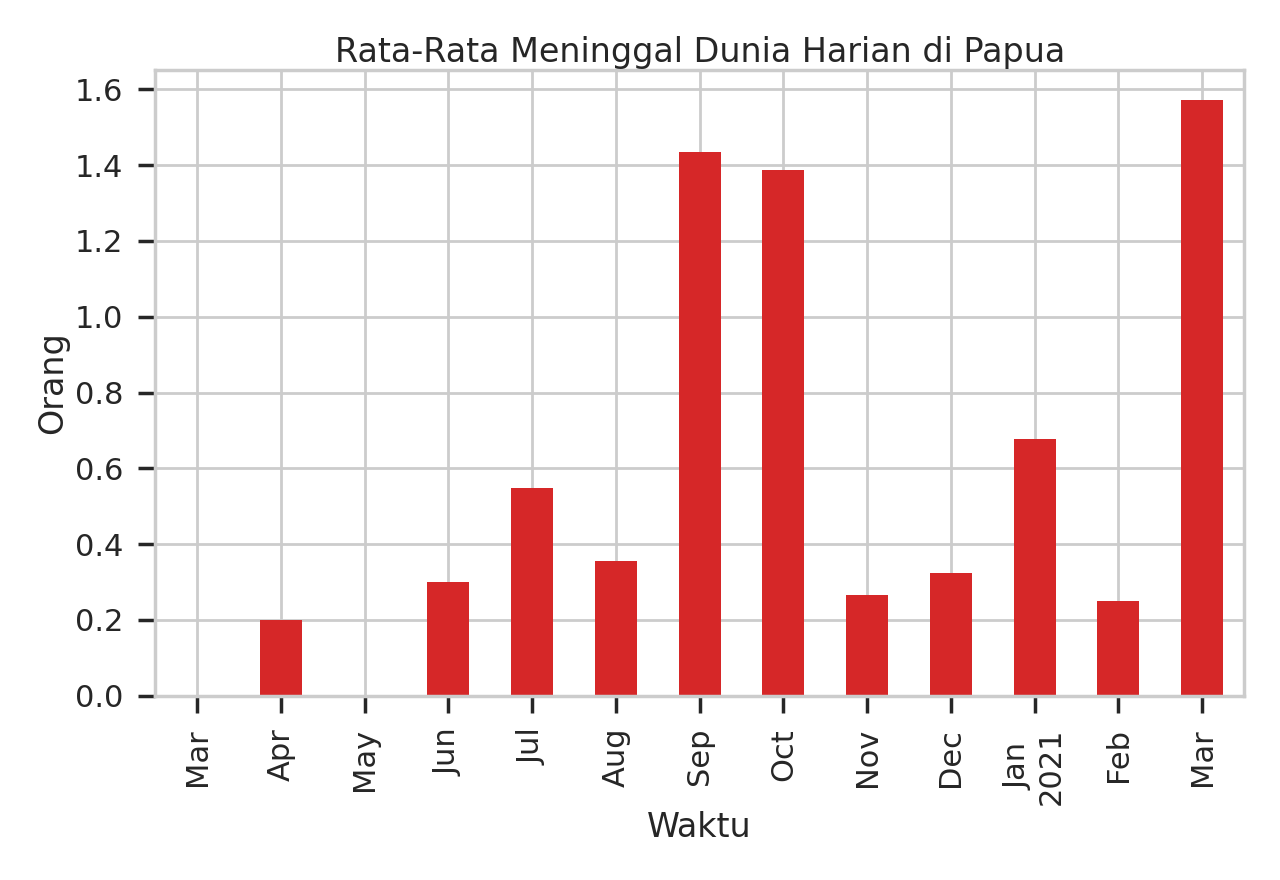 Rata-Rata Meninggal Dunia Harian di Papua
1.6
1.4
1.2
1.0
0.8
0.6
0.4
0.2
0.0
Orang
Mar
Apr
May
Jun
Jul
Aug
Sep
Oct
Nov
Dec
Jan
2021
Feb
Mar
Waktu